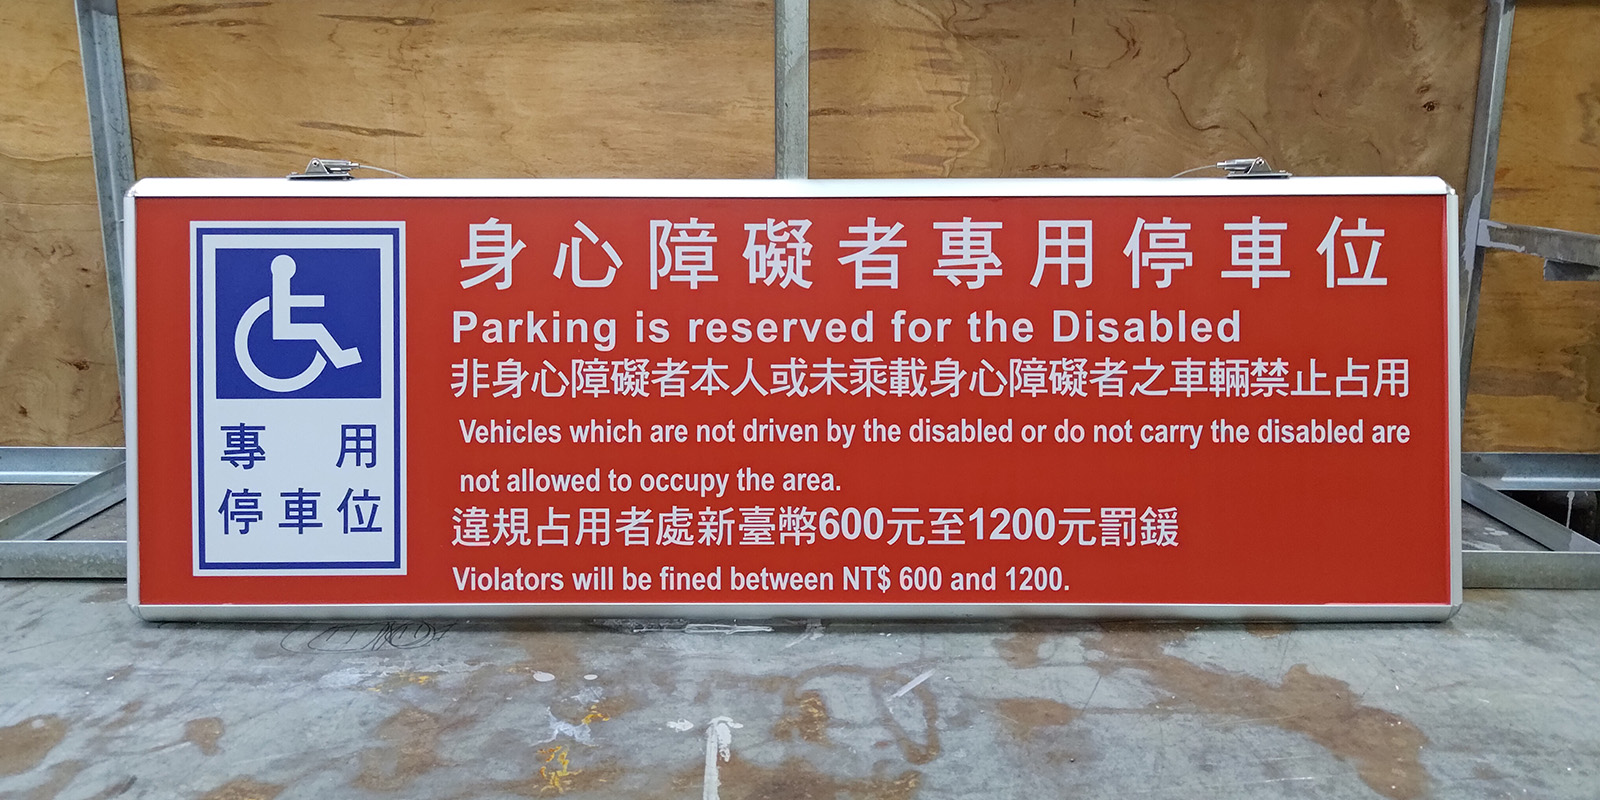 專用
停車位
身心障礙者專用停車位
Parking is reserved for the Disabled
非身心障礙者本人或未乘載身心障礙者之車輛禁止占用
Vehicles which are not driven by the disabled or do not carry the disabled are
not allowed to occupy the area.
違規占用者處新臺幣600元至1200元罰鍰
Violators will be fined between NT$ 600 and 1200.